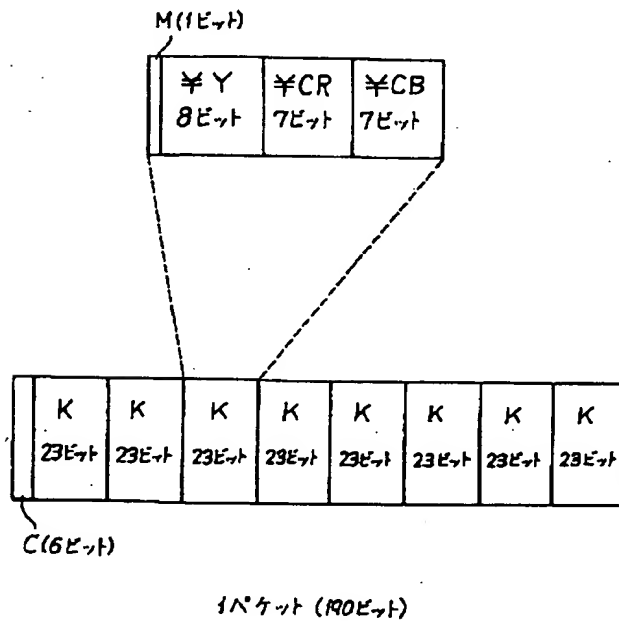 M(1ビット)
¥Y ¥CR ¥CB
8ビット 7ビット 7ビット
K K K K K K K K
23ビット 23ビット 23ビット 23ビット 23ビット 23ビット 23ビット 23ビット
C(6ビット)
1パケット(190ビット)